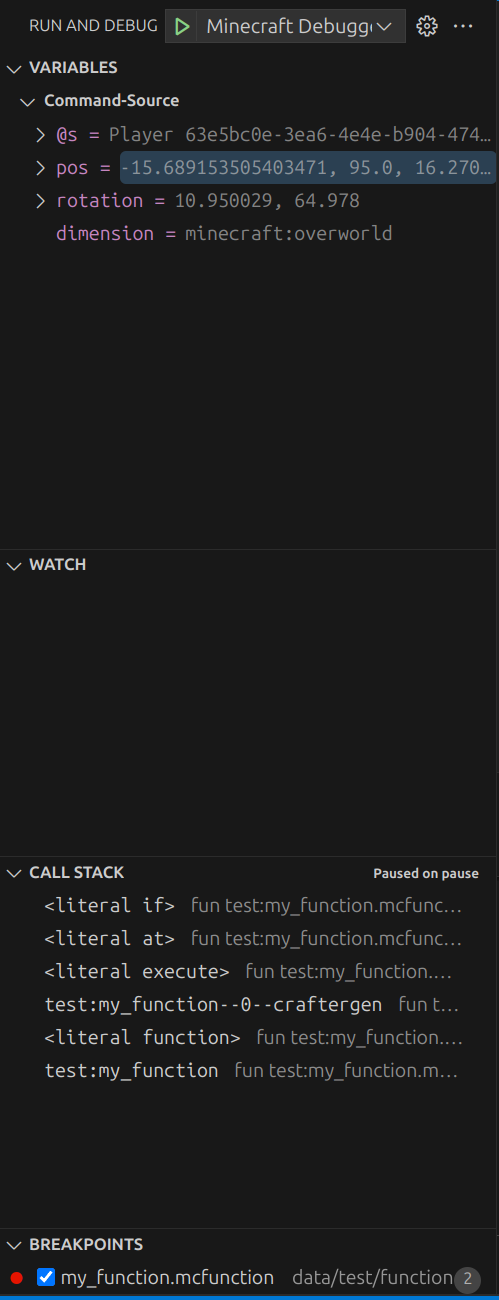 RUN AND DEBUG Minecraft Debugge
VARIABLES
Command-Source
@s = Player 63e5bc0e-3ea6-4e4e-b904-474…
pos = -15.689153505403471, 95.0, 16.270…
rotation = 10.950029, 64.978
dimension = minecraft:overworld
WATCH
CALL STACK Paused on pause
<literal if> fun test:my_function.mcfunc…
<literal at> fun test:my_function.mcfunc…
<literal execute> fun test:my_function.…
test:my_function--0--craftergen fun t…
<literal function> fun test:my_function.…
test:my_function fun test:my_function.m…
BREAKPOINTS
my_function.mcfunction data/test/function 2